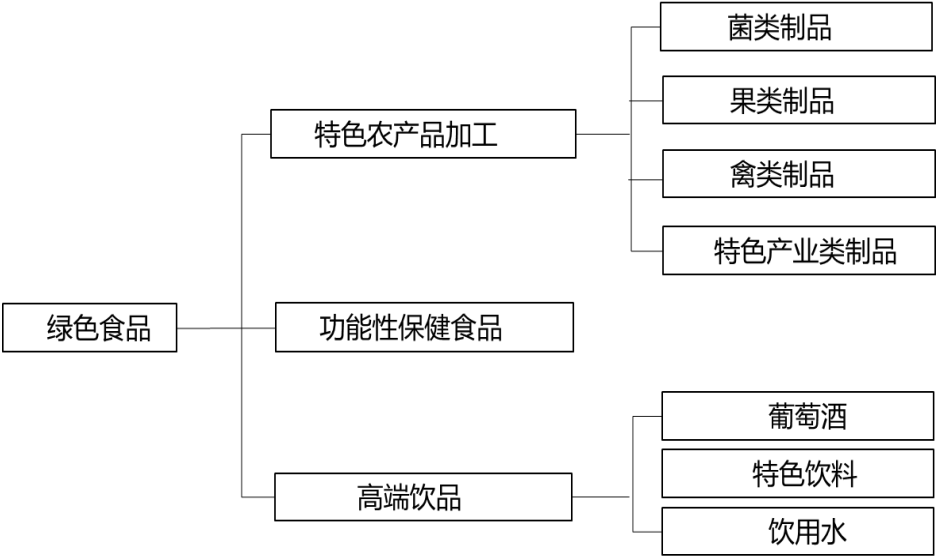 绿色食品
特色农产品加工
菌类制品
果类制品
禽类制品
特色产业类制品
功能性保健食品
高端饮品
葡萄酒
特色饮料
饮用水